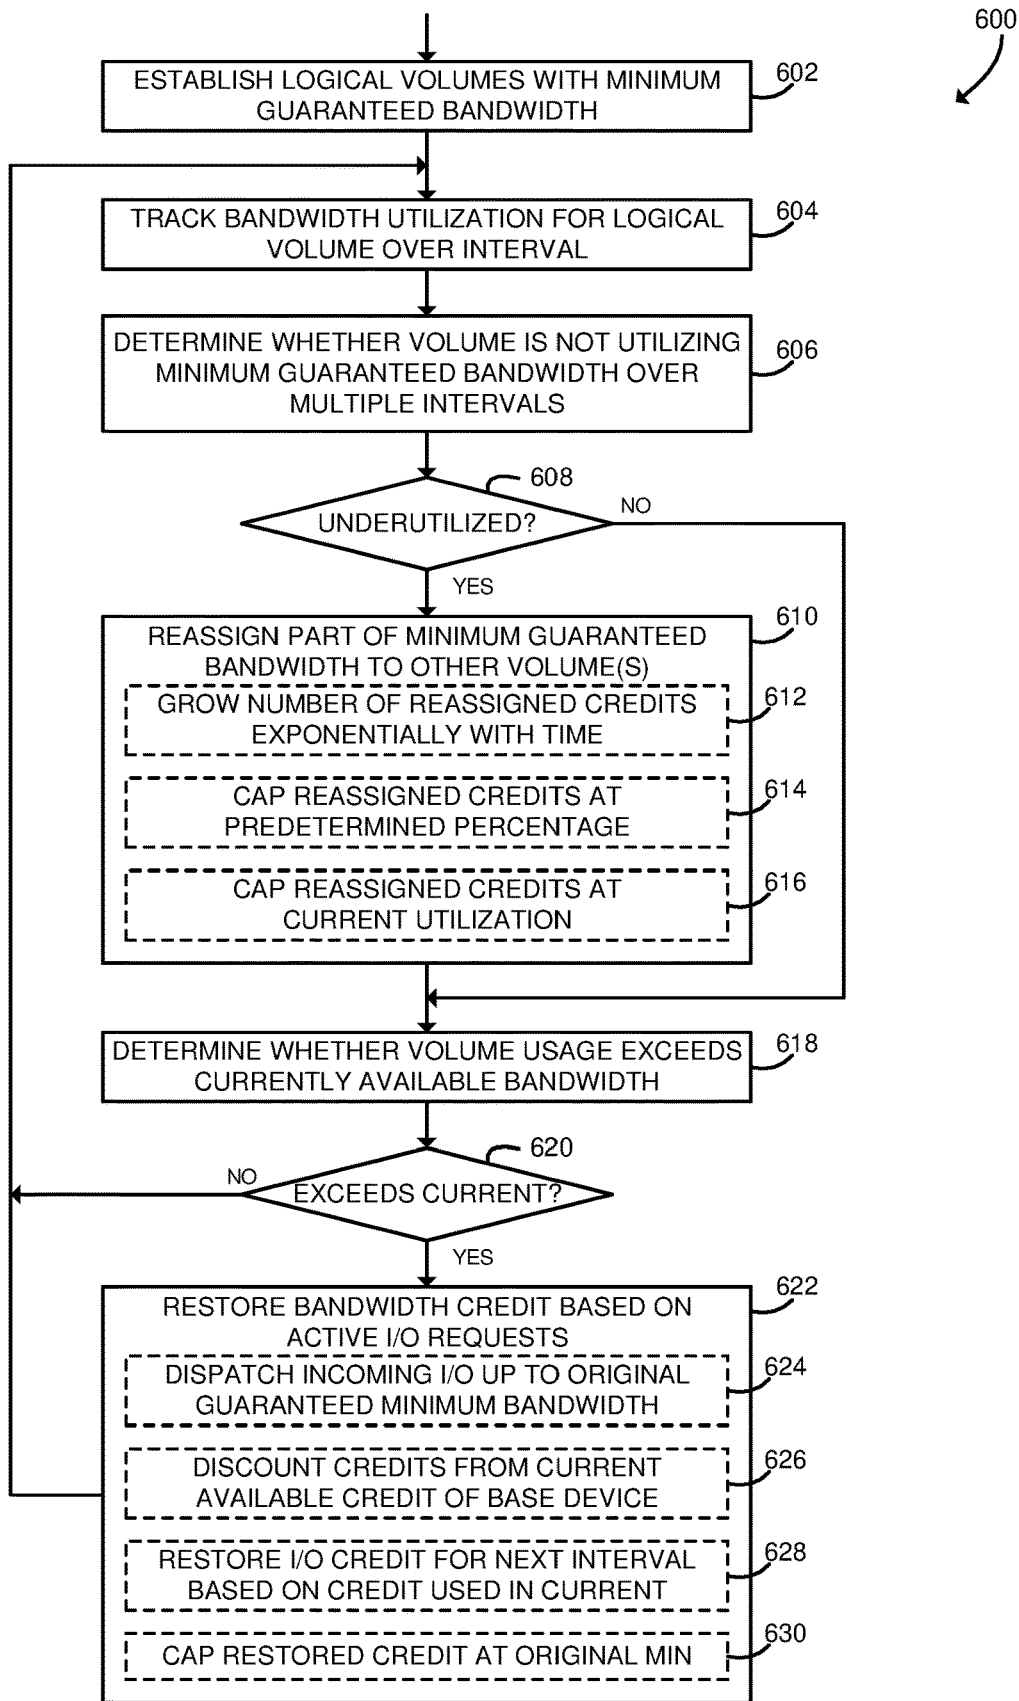 600
ESTABLISH LOGICAL VOLUMES WITH MINIMUM
GUARANTEED BANDWIDTH
602
TRACK BANDWIDTH UTILIZATION FOR LOGICAL
VOLUME OVER INTERVAL
604
DETERMINE WHETHER VOLUME IS NOT UTILIZING
MINIMUM GUARANTEED BANDWIDTH OVER
MULTIPLE INTERVALS
606
608
UNDERUTILIZED?
NO
YES
REASSIGN PART OF MINIMUM GUARANTEED
BANDWIDTH TO OTHER VOLUME(S)
610
GROW NUMBER OF REASSIGNED CREDITS
EXPONENTIALLY WITH TIME
612
CAP REASSIGNED CREDITS AT
PREDETERMINED PERCENTAGE
614
CAP REASSIGNED CREDITS AT
CURRENT UTILIZATION
616
DETERMINE WHETHER VOLUME USAGE EXCEEDS
CURRENTLY AVAILABLE BANDWIDTH
618
620
NO
EXCEEDS CURRENT?
YES
RESTORE BANDWIDTH CREDIT BASED ON
ACTIVE I/O REQUESTS
622
DISPATCH INCOMING I/O UP TO ORIGINAL
GUARANTEED MINIMUM BANDWIDTH
624
DISCOUNT CREDITS FROM CURRENT
AVAILABLE CREDIT OF BASE DEVICE
626
RESTORE I/O CREDIT FOR NEXT INTERVAL
BASED ON CREDIT USED IN CURRENT
628
CAP RESTORED CREDIT AT ORIGINAL MIN
630